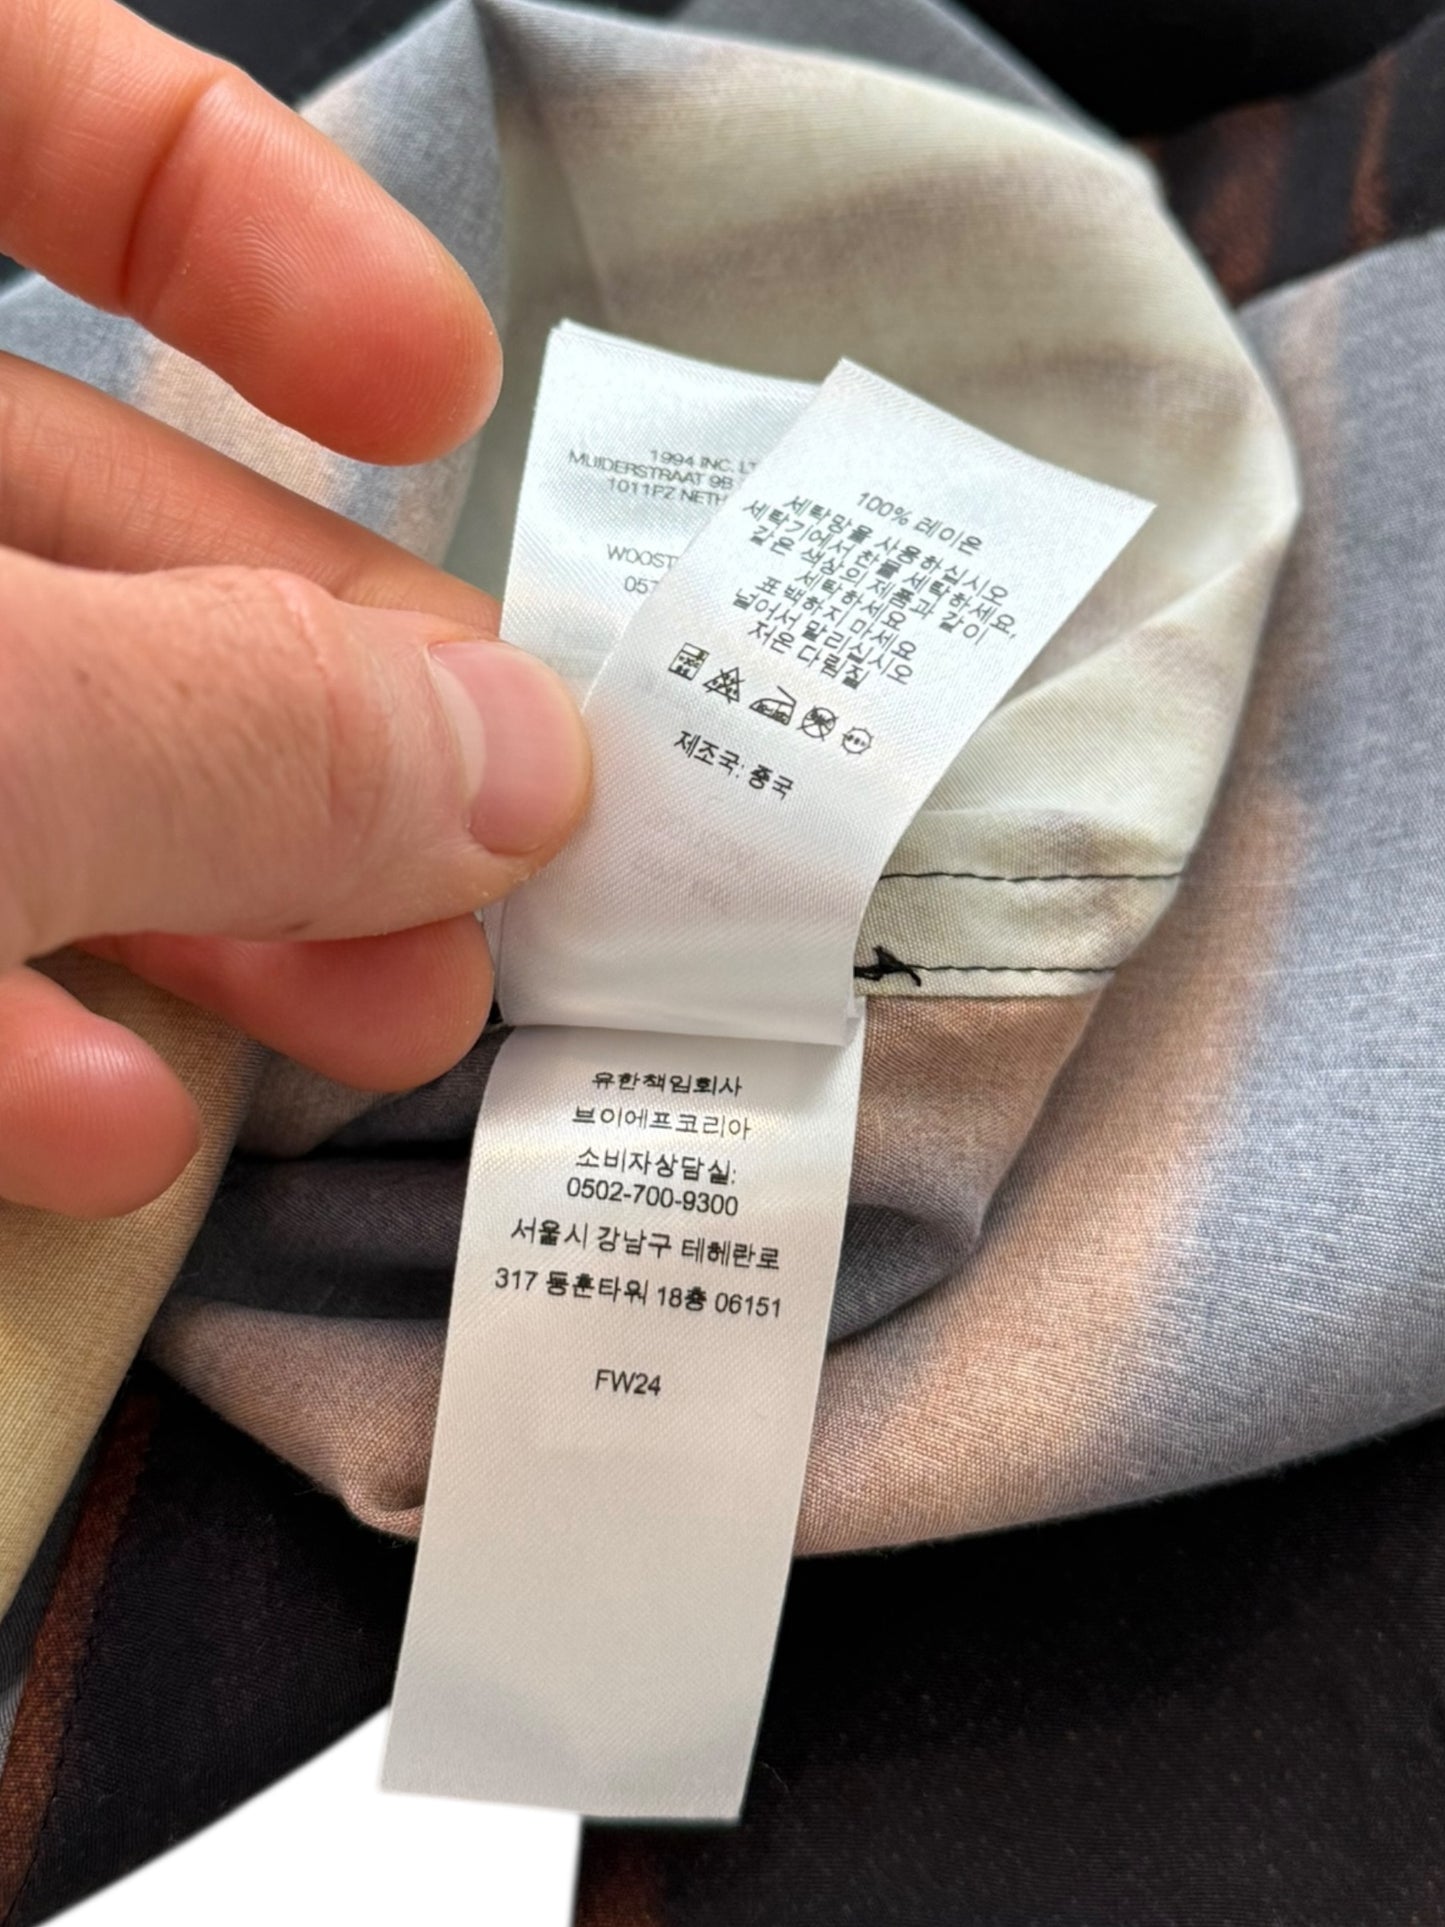 1994 INC. LT
MUIDERSTRAAT 9B
1011PZ NETH
WOOST
057
100% 레이온
세탁망을 사용하십시오
세탁기에서 찬물 세탁하세요,
같은 색상의 제품과 같이
세탁하세요
표백하지 마세요
널어서 말리십시오
저온 다림질
제조국: 중국
유한책임회사
브이에프코리아
소비자상담실:
0502-700-9300
서울시 강남구 테헤란로
317 동훈타워 18층 06151
FW24